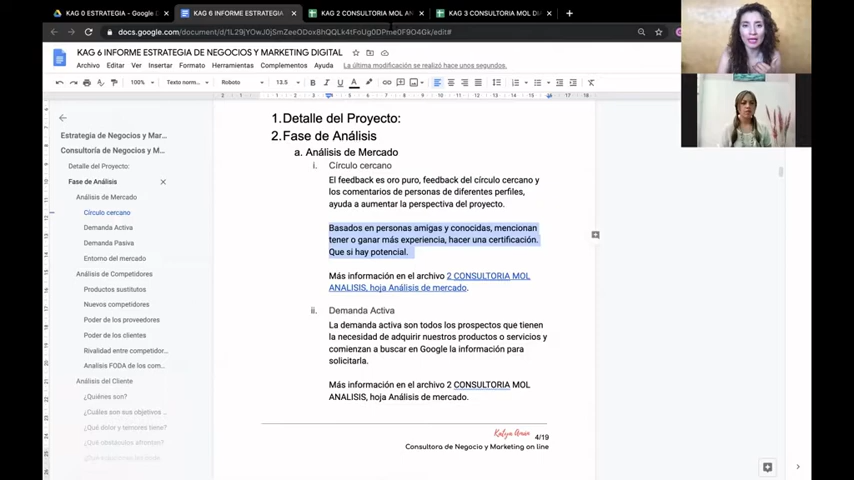 KAG 0 ESTRATEGIA - Google D
KAG 6 INFORME ESTRATEGIA
KAG 2 CONSULTORIA MOL AN
KAG 3 CONSULTORIA MOL DI
docs.google.com
KAG 6 INFORME ESTRATEGIA DE NEGOCIOS Y MARKETING DIGITAL
Archivo Editar Ver Insertar Formato Herramientas Complementos Ayuda La última modificación se realizó hace unos segundos.
100% Texto norm... Roboto 13.5
Estrategia de Negocios y Mar...
Consultoría de Negocios y M...
Detalle del Proyecto:
Fase de Análisis
Análisis de Mercado
Círculo cercano
Demanda Activa
Demanda Pasiva
Entorno del mercado
Análisis de Competidores
Productos sustitutos
Nuevos competidores
Poder de los proveedores
Poder de los clientes
Rivalidad entre competidor...
Analisis FODA de los com...
Análisis del Cliente
¿Quiénes son?
¿Cuáles son sus objetivos ...
¿Qué dolor y temores tiene?
¿Qué obstáculos afrontan?
1.Detalle del Proyecto:
2.Fase de Análisis
a. Análisis de Mercado
i. Círculo cercano
El feedback es oro puro, feedback del círculo cercano y
los comentarios de personas de diferentes perfiles,
ayuda a aumentar la perspectiva del proyecto.
Basados en personas amigas y conocidas, mencionan
tener o ganar más experiencia, hacer una certificación.
Que si hay potencial.
Más información en el archivo 2 CONSULTORIA MOL
ANALISIS, hoja Análisis de mercado.
ii. Demanda Activa
La demanda activa son todos los prospectos que tienen
la necesidad de adquirir nuestros productos o servicios y
comienzan a buscar en Google la información para
solicitarla.
Más información en el archivo 2 CONSULTORIA MOL
ANALISIS, hoja Análisis de mercado.
4/19
Consultora de Negocio y Marketing on line